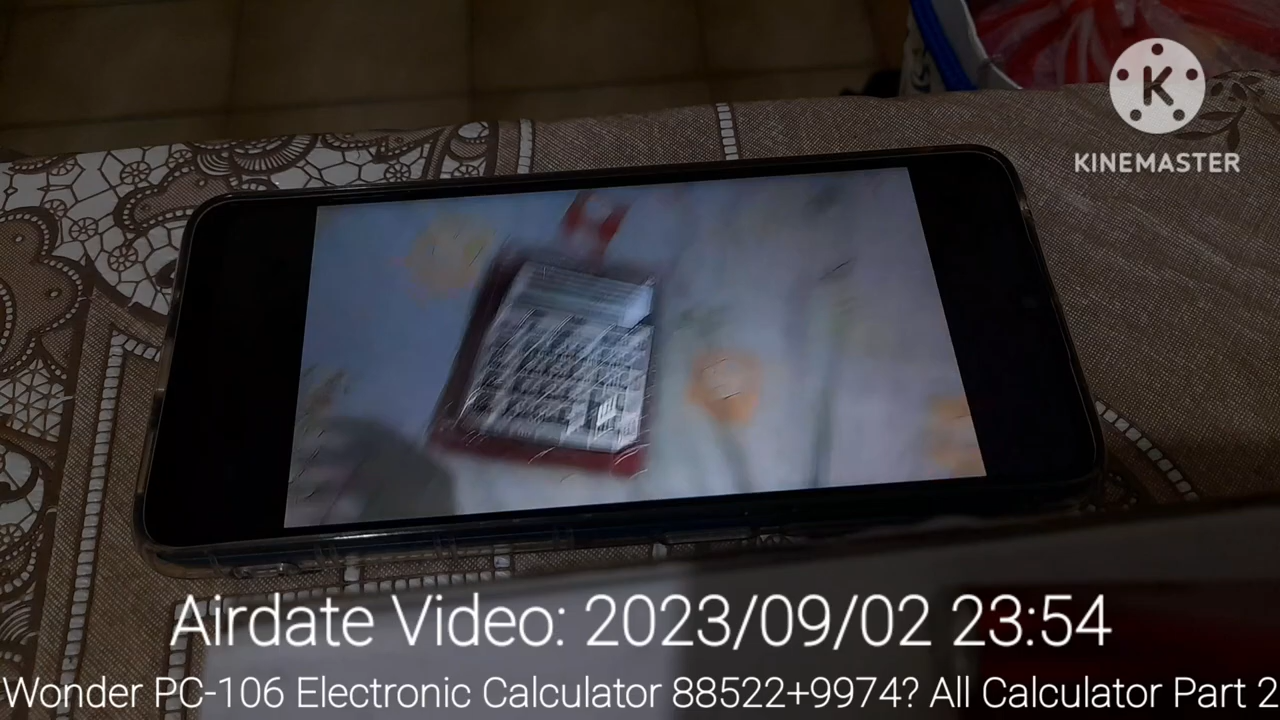 KINEMASTER
Airdate Video: 2023/09/02 23:54
Wonder PC-106 Electronic Calculator 88522+9974? All Calculator Part 2